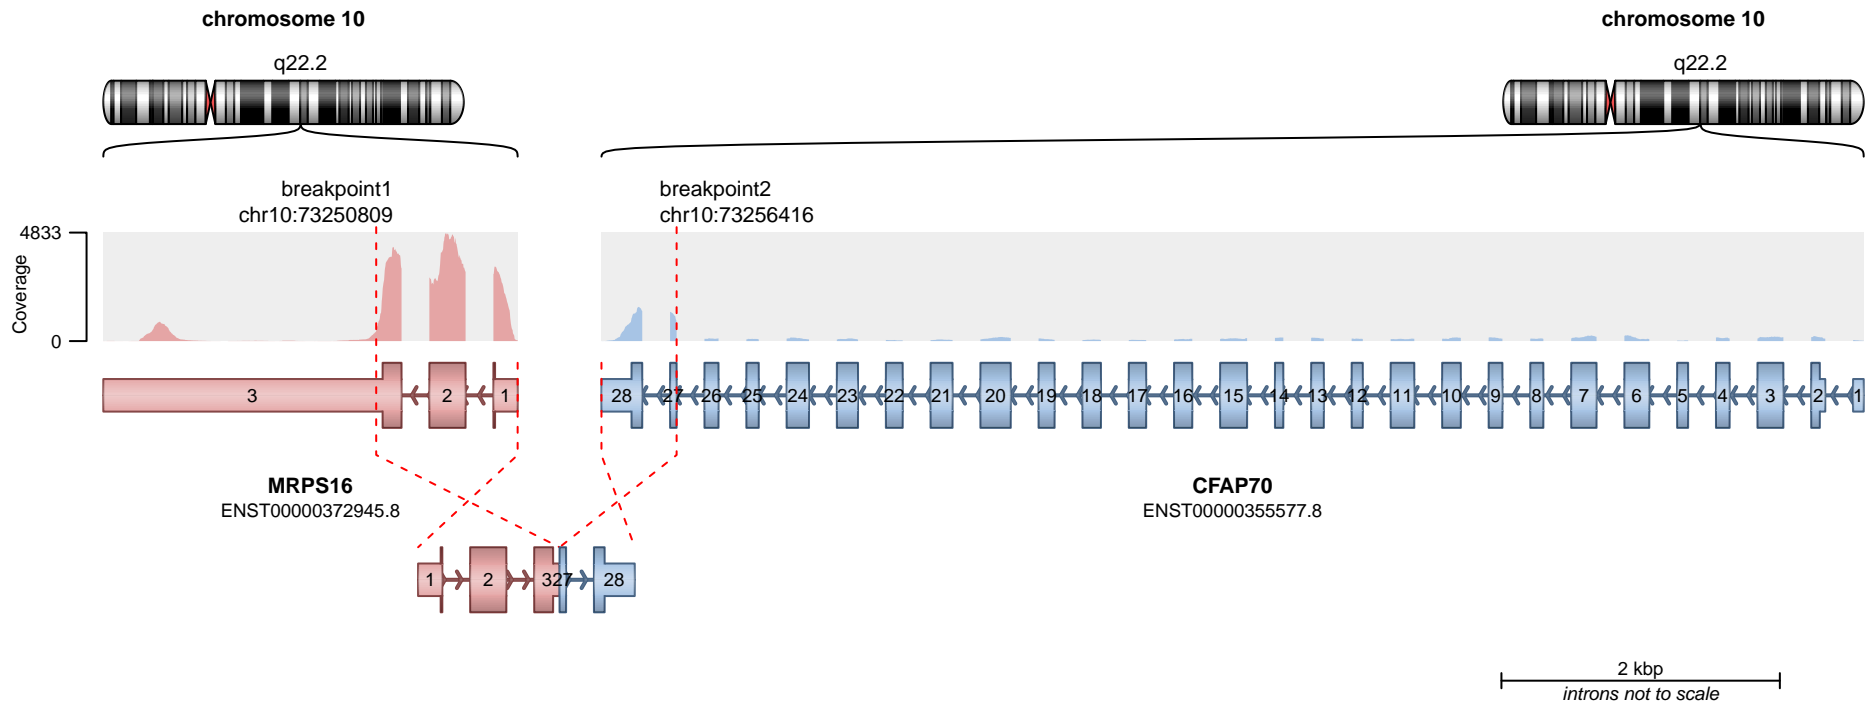 chromosome 10
chromosome 10
q22.2
q22.2
breakpoint1
chr10:73250809
breakpoint2
chr10:73256416
4833
Coverage
0
3 2 1
28 27 26 25 24 23 22 21 20 19 18 17 16 15 14 13 12 11 10 9 8 7 6 5 4 3 2 1
MRPS16
ENST00000372945.8
CFAP70
ENST00000355577.8
1 2 3 27 28
2 kbp
introns not to scale